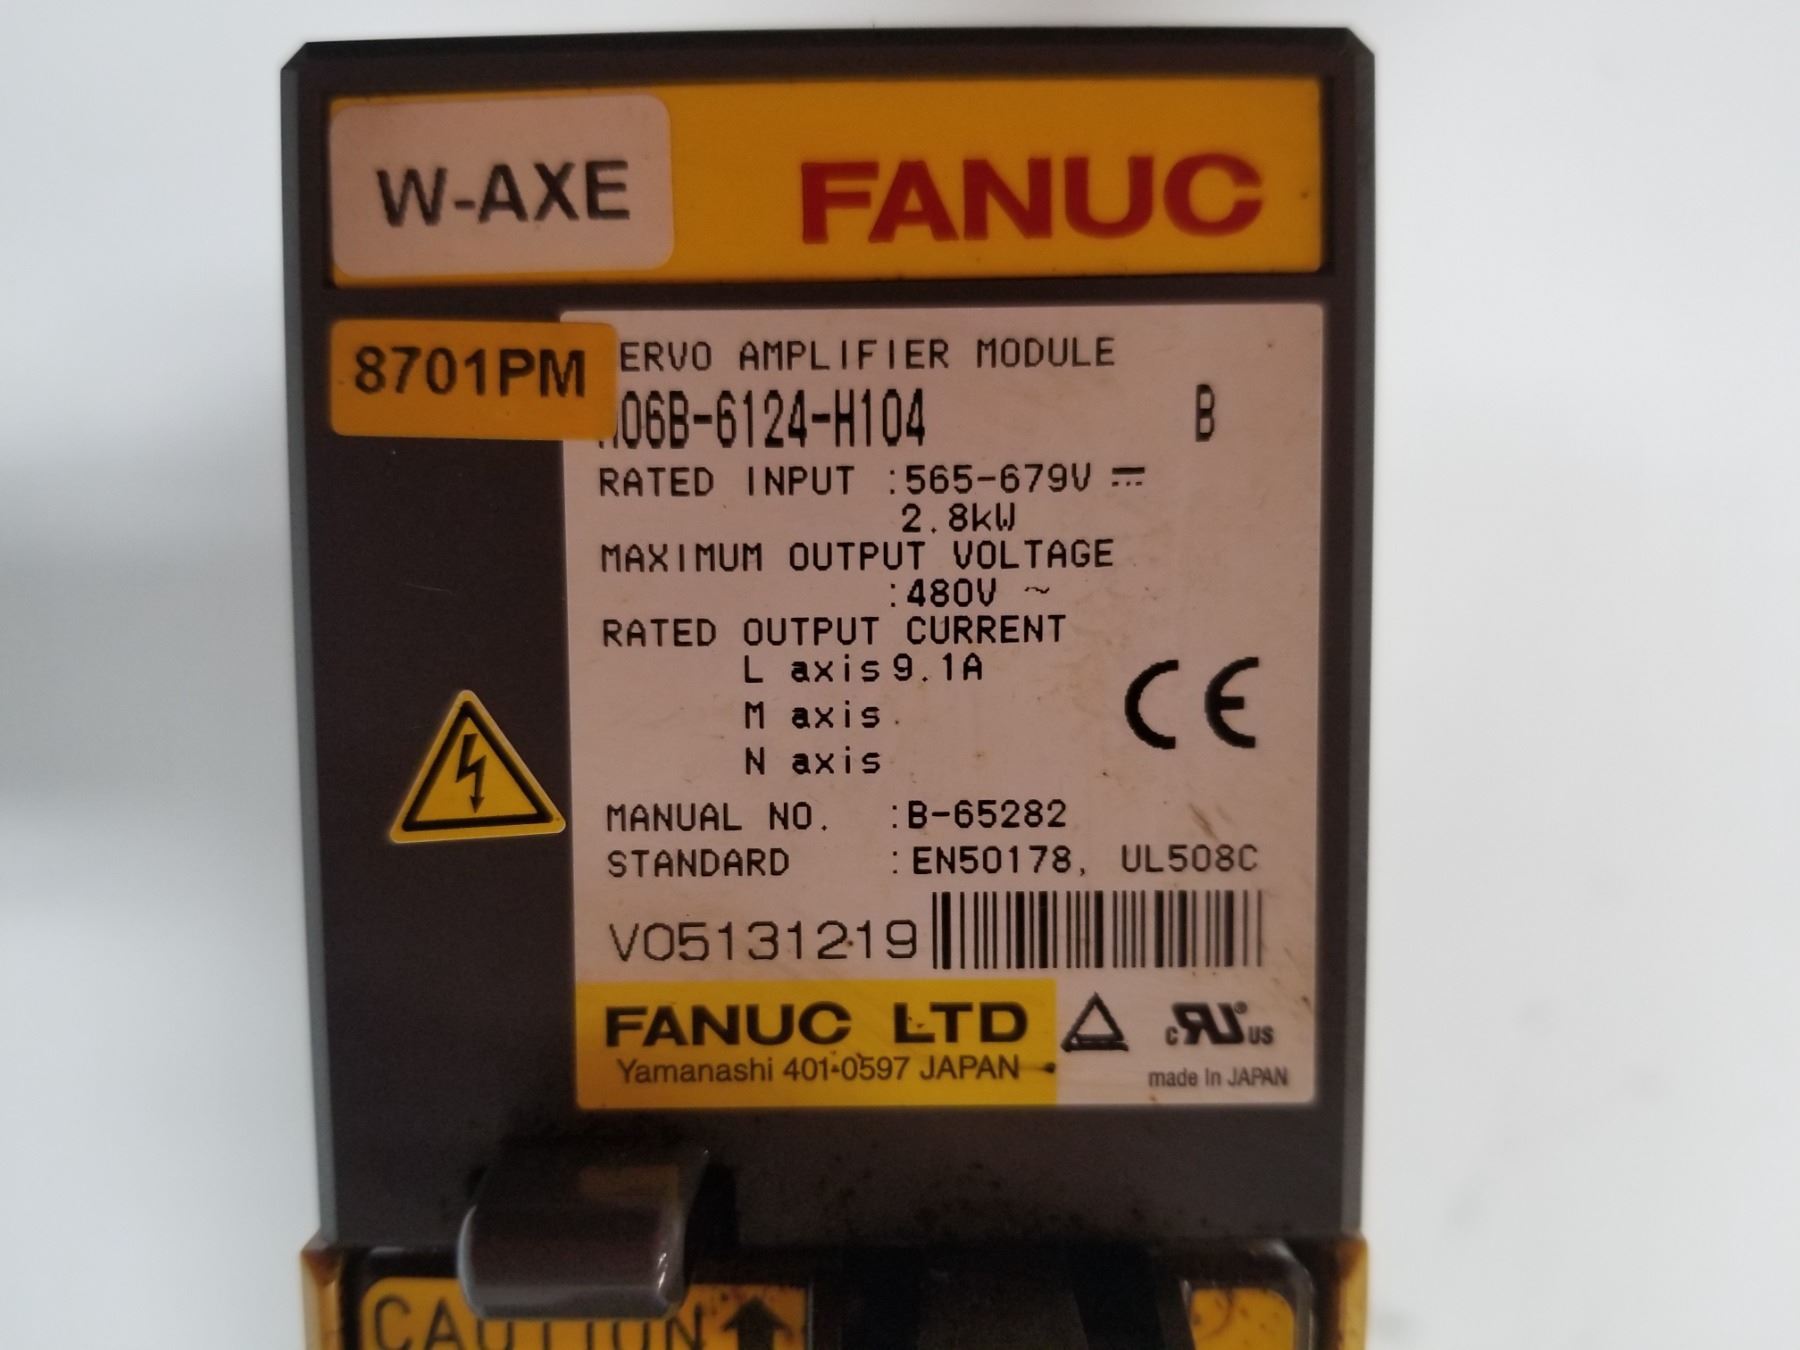 W-AXE
FANUC
8701PM
ERVO AMPLIFIER MODULE
A06B-6124-H104 B
RATED INPUT :565-679V ⎓
2.8kW
MAXIMUM OUTPUT VOLTAGE
:480V ~
RATED OUTPUT CURRENT
L axis 9.1A
M axis
N axis
MANUAL NO. :B-65282
STANDARD :EN50178, UL508C
V05131219
FANUC LTD
Yamanashi 401-0597 JAPAN
c RU ® US
made In JAPAN
CE
CAUTION